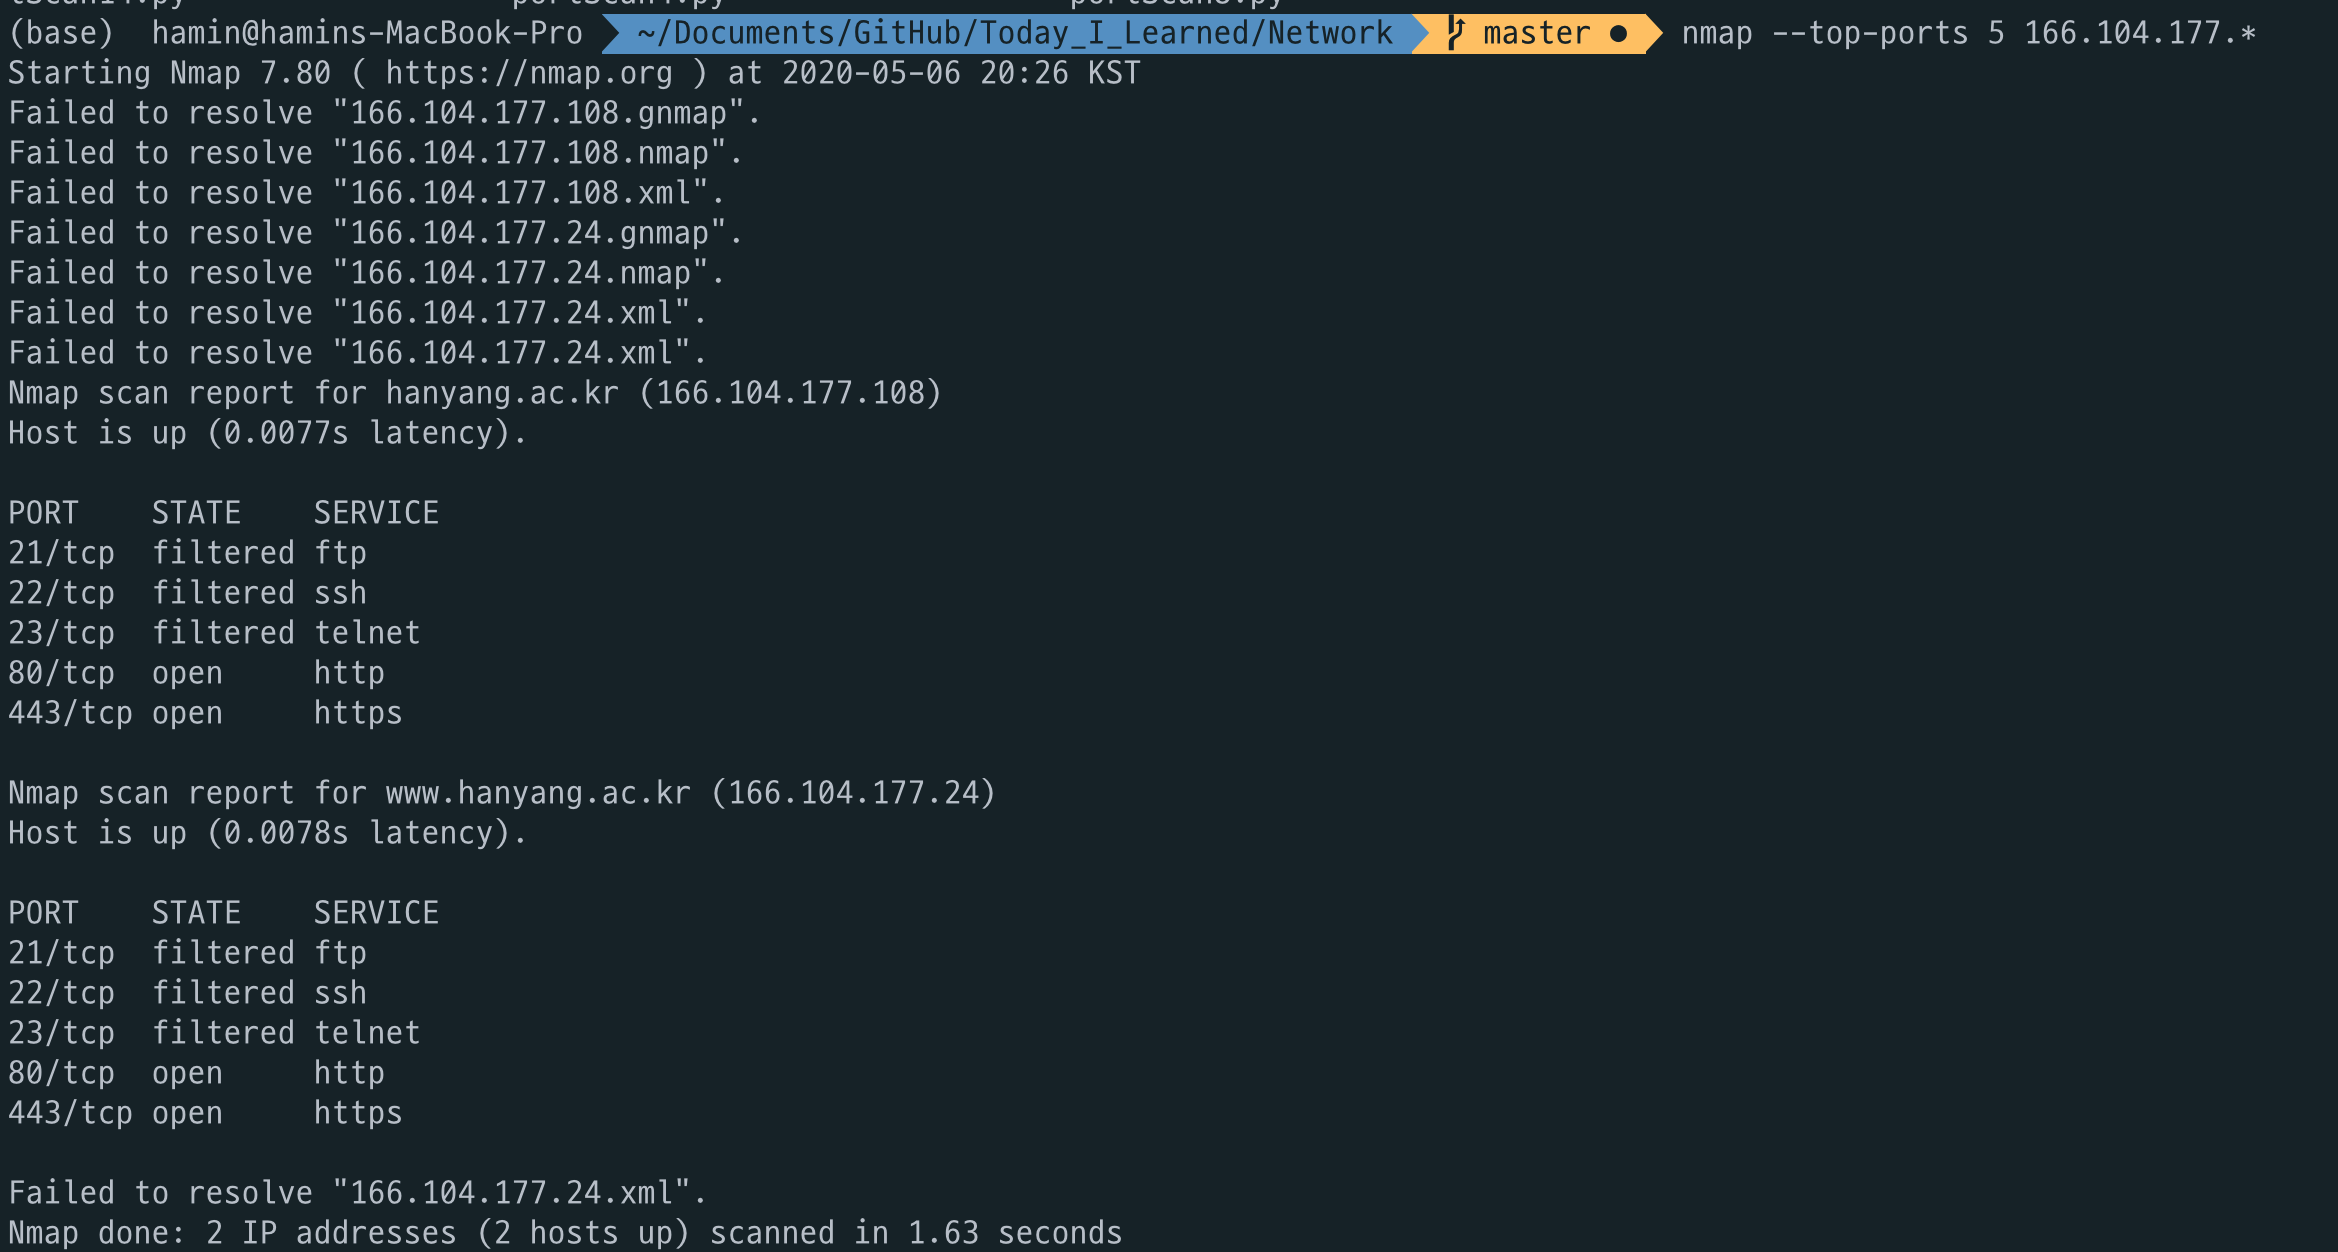 (base) hamin@hamins-MacBook-Pro ~/Documents/GitHub/Today_I_Learned/Network master ● nmap --top-ports 5 166.104.177.*
Starting Nmap 7.80 ( https://nmap.org ) at 2020-05-06 20:26 KST
Failed to resolve "166.104.177.108.gnmap".
Failed to resolve "166.104.177.108.nmap".
Failed to resolve "166.104.177.108.xml".
Failed to resolve "166.104.177.24.gnmap".
Failed to resolve "166.104.177.24.nmap".
Failed to resolve "166.104.177.24.xml".
Failed to resolve "166.104.177.24.xml".
Nmap scan report for hanyang.ac.kr (166.104.177.108)
Host is up (0.0077s latency).
PORT    STATE    SERVICE
21/tcp  filtered ftp
22/tcp  filtered ssh
23/tcp  filtered telnet
80/tcp  open     http
443/tcp open     https
Nmap scan report for www.hanyang.ac.kr (166.104.177.24)
Host is up (0.0078s latency).
PORT    STATE    SERVICE
21/tcp  filtered ftp
22/tcp  filtered ssh
23/tcp  filtered telnet
80/tcp  open     http
443/tcp open     https
Failed to resolve "166.104.177.24.xml".
Nmap done: 2 IP addresses (2 hosts up) scanned in 1.63 seconds